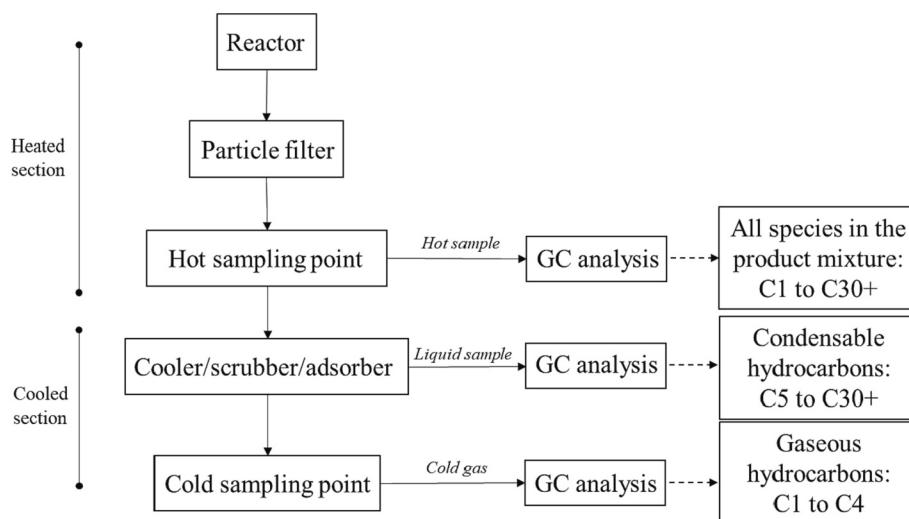 Reactor
Heated
section
Particle filter
Hot sampling point
Hot sample
GC analysis
All species in the
product mixture:
C1 to C30+
Cooled
section
Cooler/scrubber/adsorber
Liquid sample
GC analysis
Condensable
hydrocarbons:
C5 to C30+
Cold sampling point
Cold gas
GC analysis
Gaseous
hydrocarbons:
C1 to C4